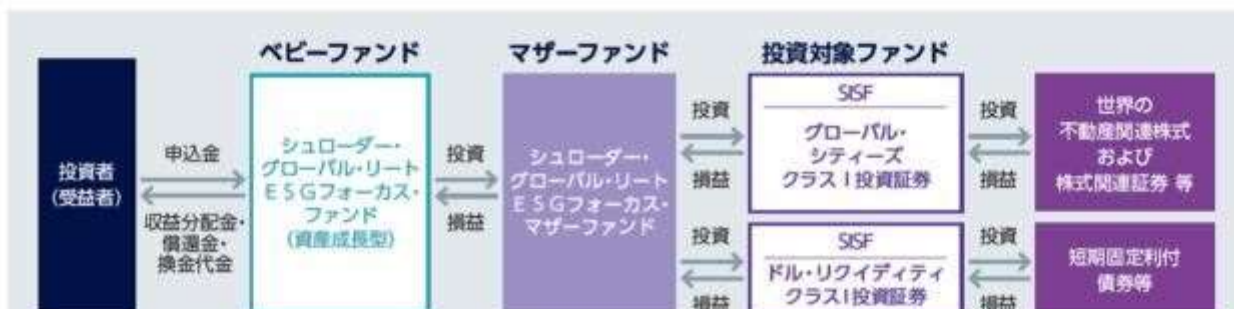 ベビーファンド
マザーファンド
投資対象ファンド
投資者
(受益者)
申込金
収益分配金・
償還金・
換金代金
シュローダー・
グローバル・リート
ESGフォーカス・
ファンド
(資産成長型)
投資
損益
シュローダー・
グローバル・リート
ESGフォーカス・
マザーファンド
投資
損益
SISF
グローバル・
シティーズ
クラスI投資証券
投資
損益
世界の
不動産関連株式
および
株式関連証券 等
投資
損益
SISF
ドル・リクイディティ
クラスI投資証券
投資
損益
短期固定利付
債券等